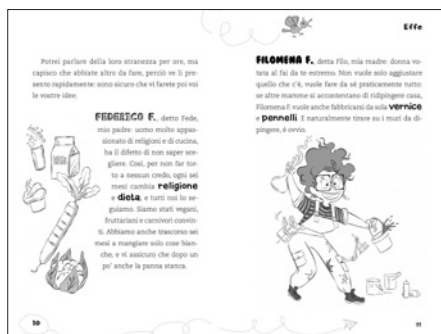 Potrei parlare della loro stranezza per ore, ma
capisco che abbiate altro da fare, perciò ve li pre-
sento rapidamente: sono sicuro che vi farete poi voi
le vostre idee.
FEDERICO F., detto Fede,
mio padre: uomo molto appas-
sionato di religioni e di cucina,
ha il difetto di non saper sce-
gliere. Così, per non far tor-
to a nessun credo, ogni sei
mesi cambia religione
e dieta, e tutti noi lo se-
guiamo. Siamo stati vegani,
fruttariani e carnivori convin-
ti. Abbiamo anche trascorso sei
mesi a mangiare solo cose bian-
che, e vi assicuro che dopo un
po' anche la panna stanca.
10
Effe
FILOMENA F., detta Filo, mia madre: donna vo-
tata al fai da te estremo. Non vuole solo aggiustare
quello che c'è, vuole fare da sé praticamente tutto:
se altre mamme si accontentano di ridipingere casa,
Filomena F. vuole anche fabbricarsi da sola vernice
e pennelli. E naturalmente tirare su i muri da di-
pingere, è ovvio.
11